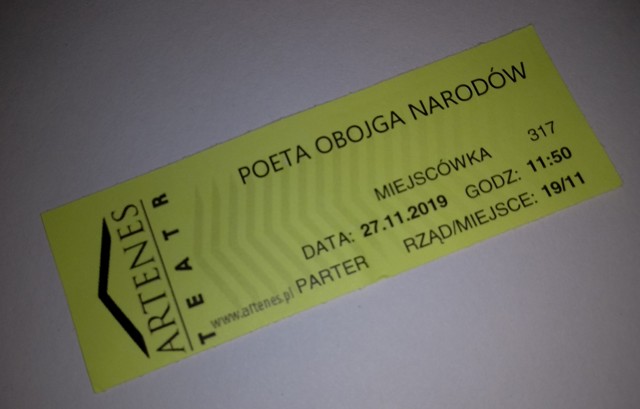 ARTENES
TEATR
www.artenes.pl
POETA OBOJGA NARODÓW
MIEJSCÓWKA 317
DATA: 27.11.2019 GODZ: 11:50
PARTER RZĄD/MIEJSCE: 19/11